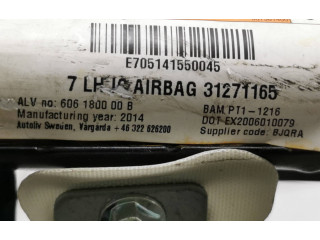 E705141550045
7 LH IC AIRBAG 31271165
ALV no: 606 1800 00 B
BAM PT1-1216
Manufacturing year: 2014
DOT-EX2006010079
Autoliv Sweden, Vårgårda + 46 322 626200
Supplier code: BJQRA